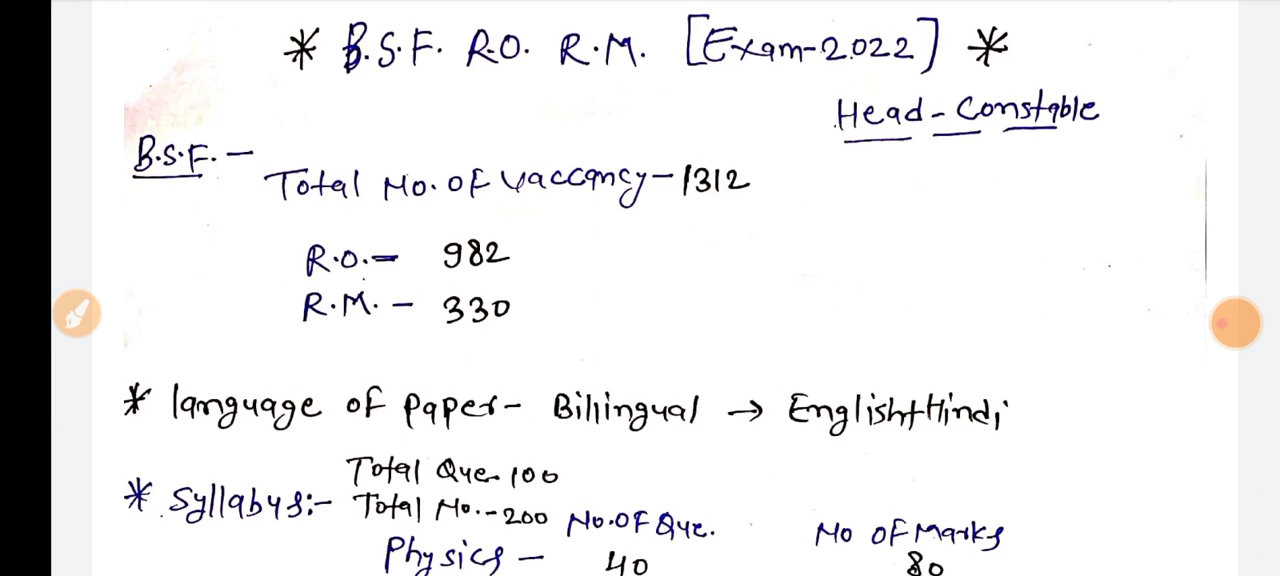 * B.S.F. R.O. R.M. [Exam-2022] *
Head-Constable
B.S.F. -
Total No. of Vaccancy - 1312
R.O. - 982
R.M. - 330
* language of Paper - Bilingual → English+Hindi
Total Que. 100
* Syllabus:- Total No. - 200 No. Of Que. No Of Marks
Physics - 40 80